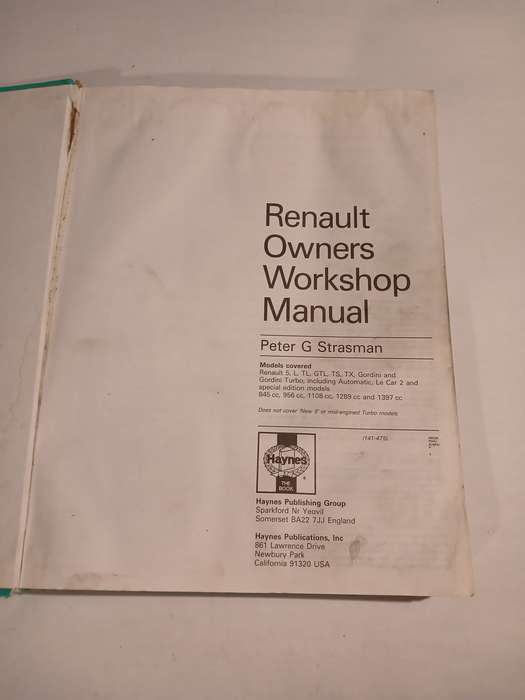 Renault
Owners
Workshop
Manual
Peter G Strasman
Models covered
Renault 5, L, TL, GTL, TS, TX, Gordini and
Gordini Turbo, including Automatic, Le Car 2 and
special edition models
845 cc, 956 cc, 1108 cc, 1289 cc and 1397 cc
Does not cover 'New 5' or mid-engined Turbo models
(141-4T5)
Haynes
THE
BOOK
®
Haynes Publishing Group
Sparkford Nr Yeovil
Somerset BA22 7JJ England
Haynes Publications, Inc
861 Lawrence Drive
Newbury Park
California 91320 USA